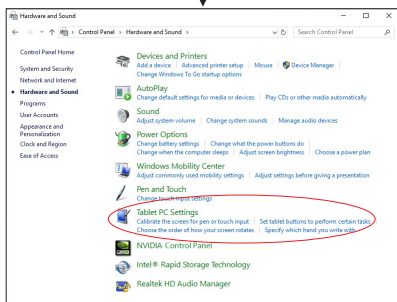 Hardware and Sound
Control Panel > Hardware and Sound >
Search Control Panel
Control Panel Home
System and Security
Network and Internet
Hardware and Sound
Programs
User Accounts
Appearance and
Personalization
Clock and Region
Ease of Access
Devices and Printers
Add a device | Advanced printer setup | Mouse | Device Manager
Change Windows To Go startup options
AutoPlay
Change default settings for media or devices | Play CDs or other media automatically
Sound
Adjust system volume | Change system sounds | Manage audio devices
Power Options
Change battery settings | Change what the power buttons do
Change when the computer sleeps | Adjust screen brightness | Choose a power plan
Windows Mobility Center
Adjust commonly used mobility settings | Adjust settings before giving a presentation
Pen and Touch
Change touch input settings
Tablet PC Settings
Calibrate the screen for pen or touch input | Set tablet buttons to perform certain tasks
Choose the order of how your screen rotates | Specify which hand you write with
NVIDIA Control Panel
Intel® Rapid Storage Technology
Realtek HD Audio Manager